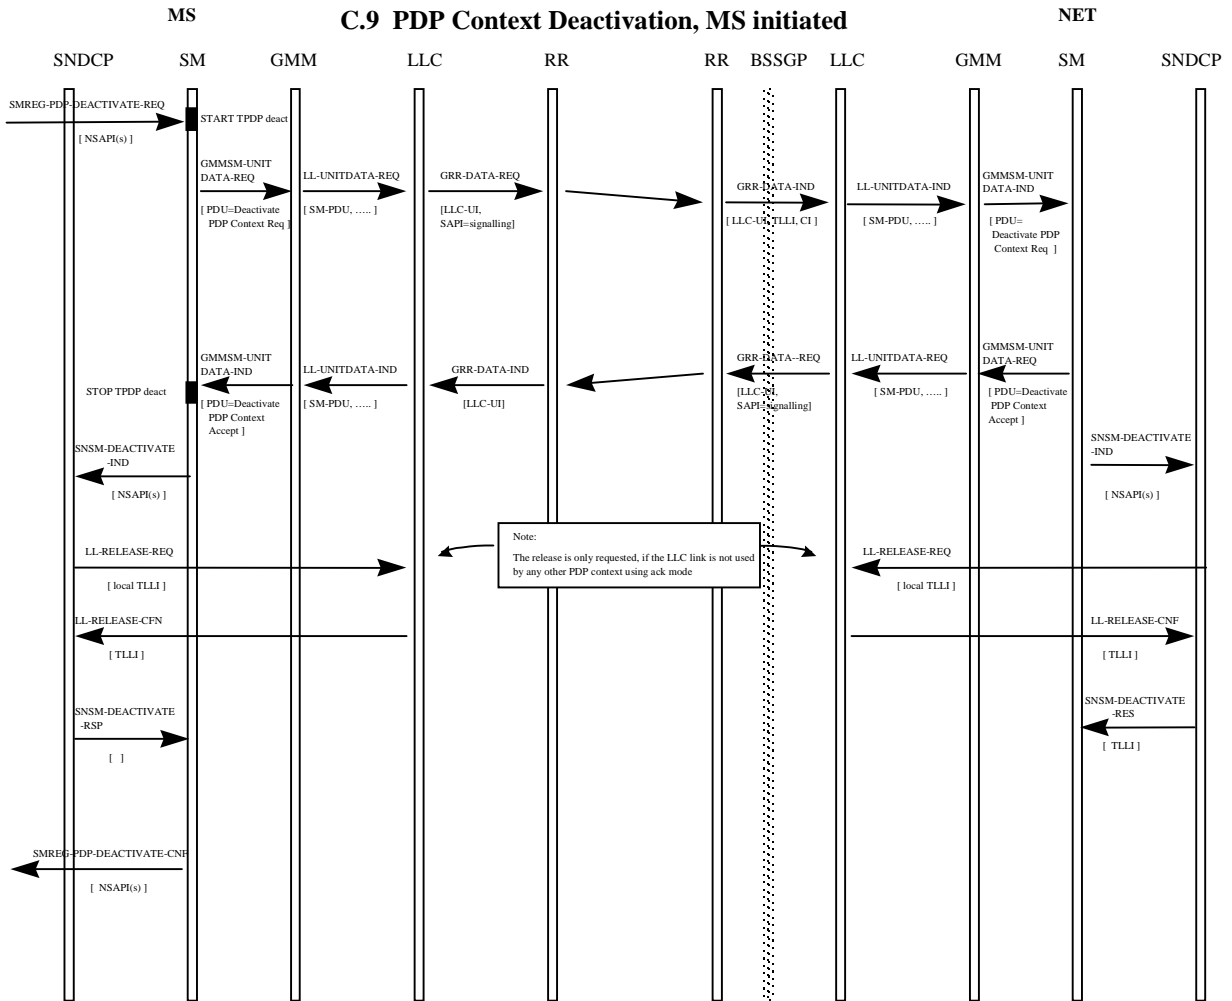 MS
C.9 PDP Context Deactivation, MS initiated
NET
SNDCP SM GMM LLC RR RR BSSGP LLC GMM SM SNDCP
SMREG-PDP-DEACTIVATE-REQ
[ NSAPI(s) ]
START TPDP deact
GMMSM-UNIT
DATA-REQ
[ PDU=Deactivate
PDP Context Req ]
LL-UNITDATA-REQ
[ SM-PDU, ….. ]
GRR-DATA-REQ
[LLC-UI,
SAPI=signalling]
GRR-DATA-IND
[ LLC-UI, TLLI, CI ]
LL-UNITDATA-IND
[ SM-PDU, ….. ]
GMMSM-UNIT
DATA-IND
[ PDU=
Deactivate PDP
Context Req ]
STOP TPDP deact
GMMSM-UNIT
DATA-IND
[ PDU=Deactivate
PDP Context
Accept ]
LL-UNITDATA-IND
[ SM-PDU, ….. ]
GRR-DATA-IND
[LLC-UI]
GRR-DATA--REQ
[LLC-UI,
SAPI=signalling]
LL-UNITDATA-REQ
[ SM-PDU, ….. ]
GMMSM-UNIT
DATA-REQ
[ PDU=Deactivate
PDP Context
Accept ]
SNSM-DEACTIVATE
-IND
[ NSAPI(s) ]
SNSM-DEACTIVATE
-IND
[ NSAPI(s) ]
LL-RELEASE-REQ
[ local TLLI ]
Note:
The release is only requested, if the LLC link is not used
by any other PDP context using ack mode
LL-RELEASE-REQ
[ local TLLI ]
LL-RELEASE-CFN
[ TLLI ]
LL-RELEASE-CNF
[ TLLI ]
SNSM-DEACTIVATE
-RSP
[ ]
SNSM-DEACTIVATE
-RES
[ TLLI ]
SMREG-PDP-DEACTIVATE-CNF
[ NSAPI(s) ]